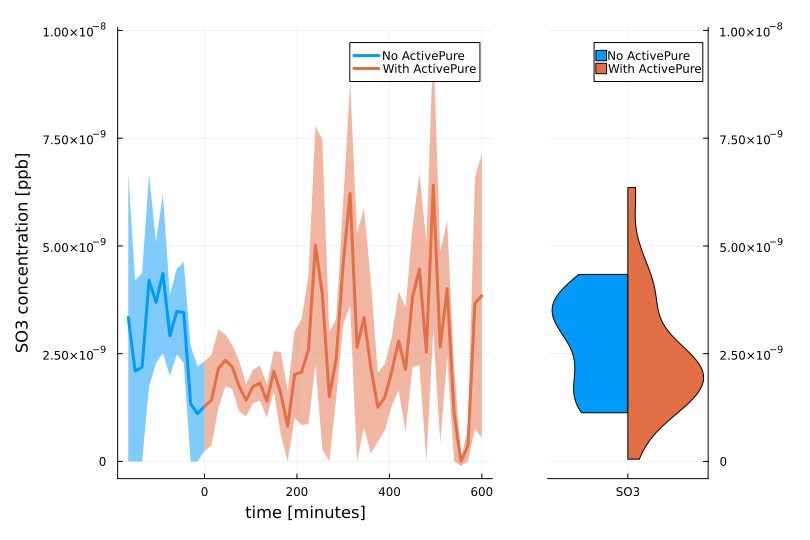 SO3 concentration [ppb]
1.00×10⁻⁸
7.50×10⁻⁹
5.00×10⁻⁹
2.50×10⁻⁹
0
No ActivePure
With ActivePure
0 200 400 600
time [minutes]
No ActivePure
With ActivePure
1.00×10⁻⁸
7.50×10⁻⁹
5.00×10⁻⁹
2.50×10⁻⁹
0
SO3